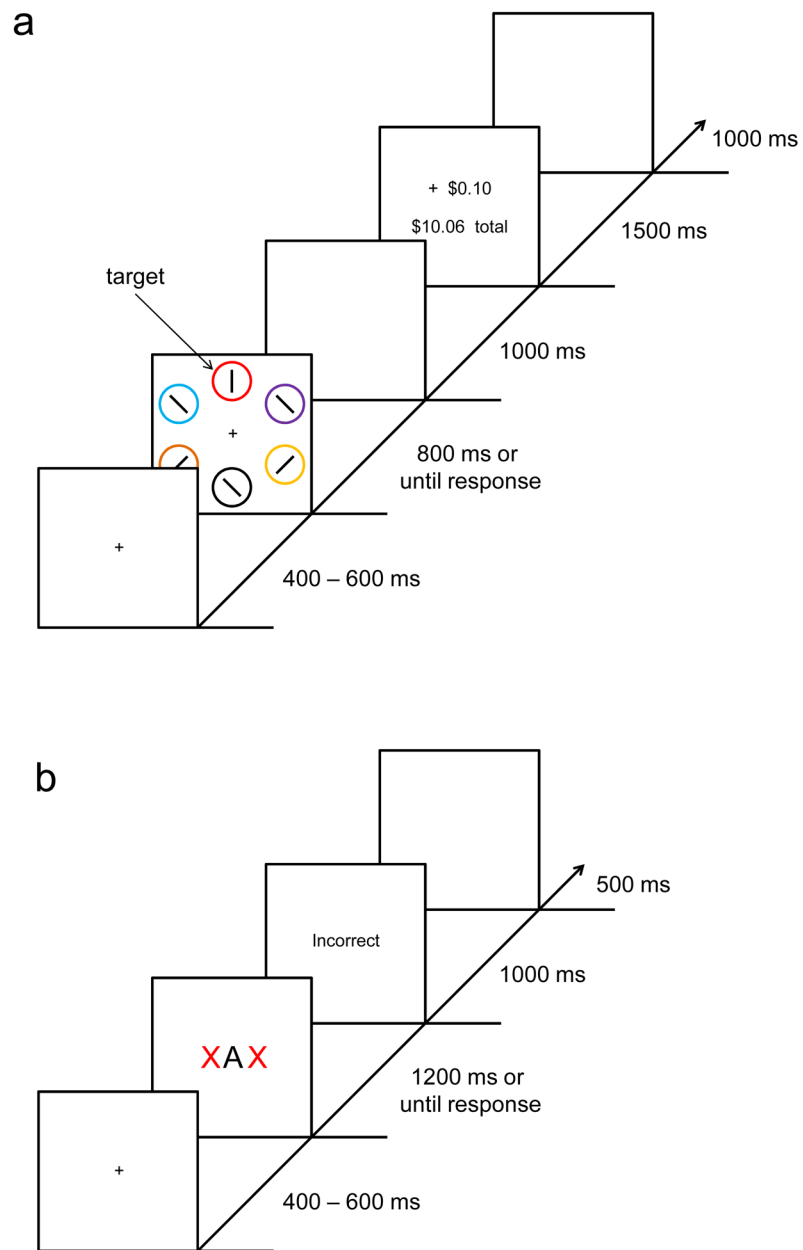 a
1000 ms
+ $0.10
$10.06 total
1500 ms
target
1000 ms
+
800 ms or
until response
+
400 – 600 ms
b
500 ms
Incorrect
1000 ms
XAX
1200 ms or
until response
+
400 – 600 ms